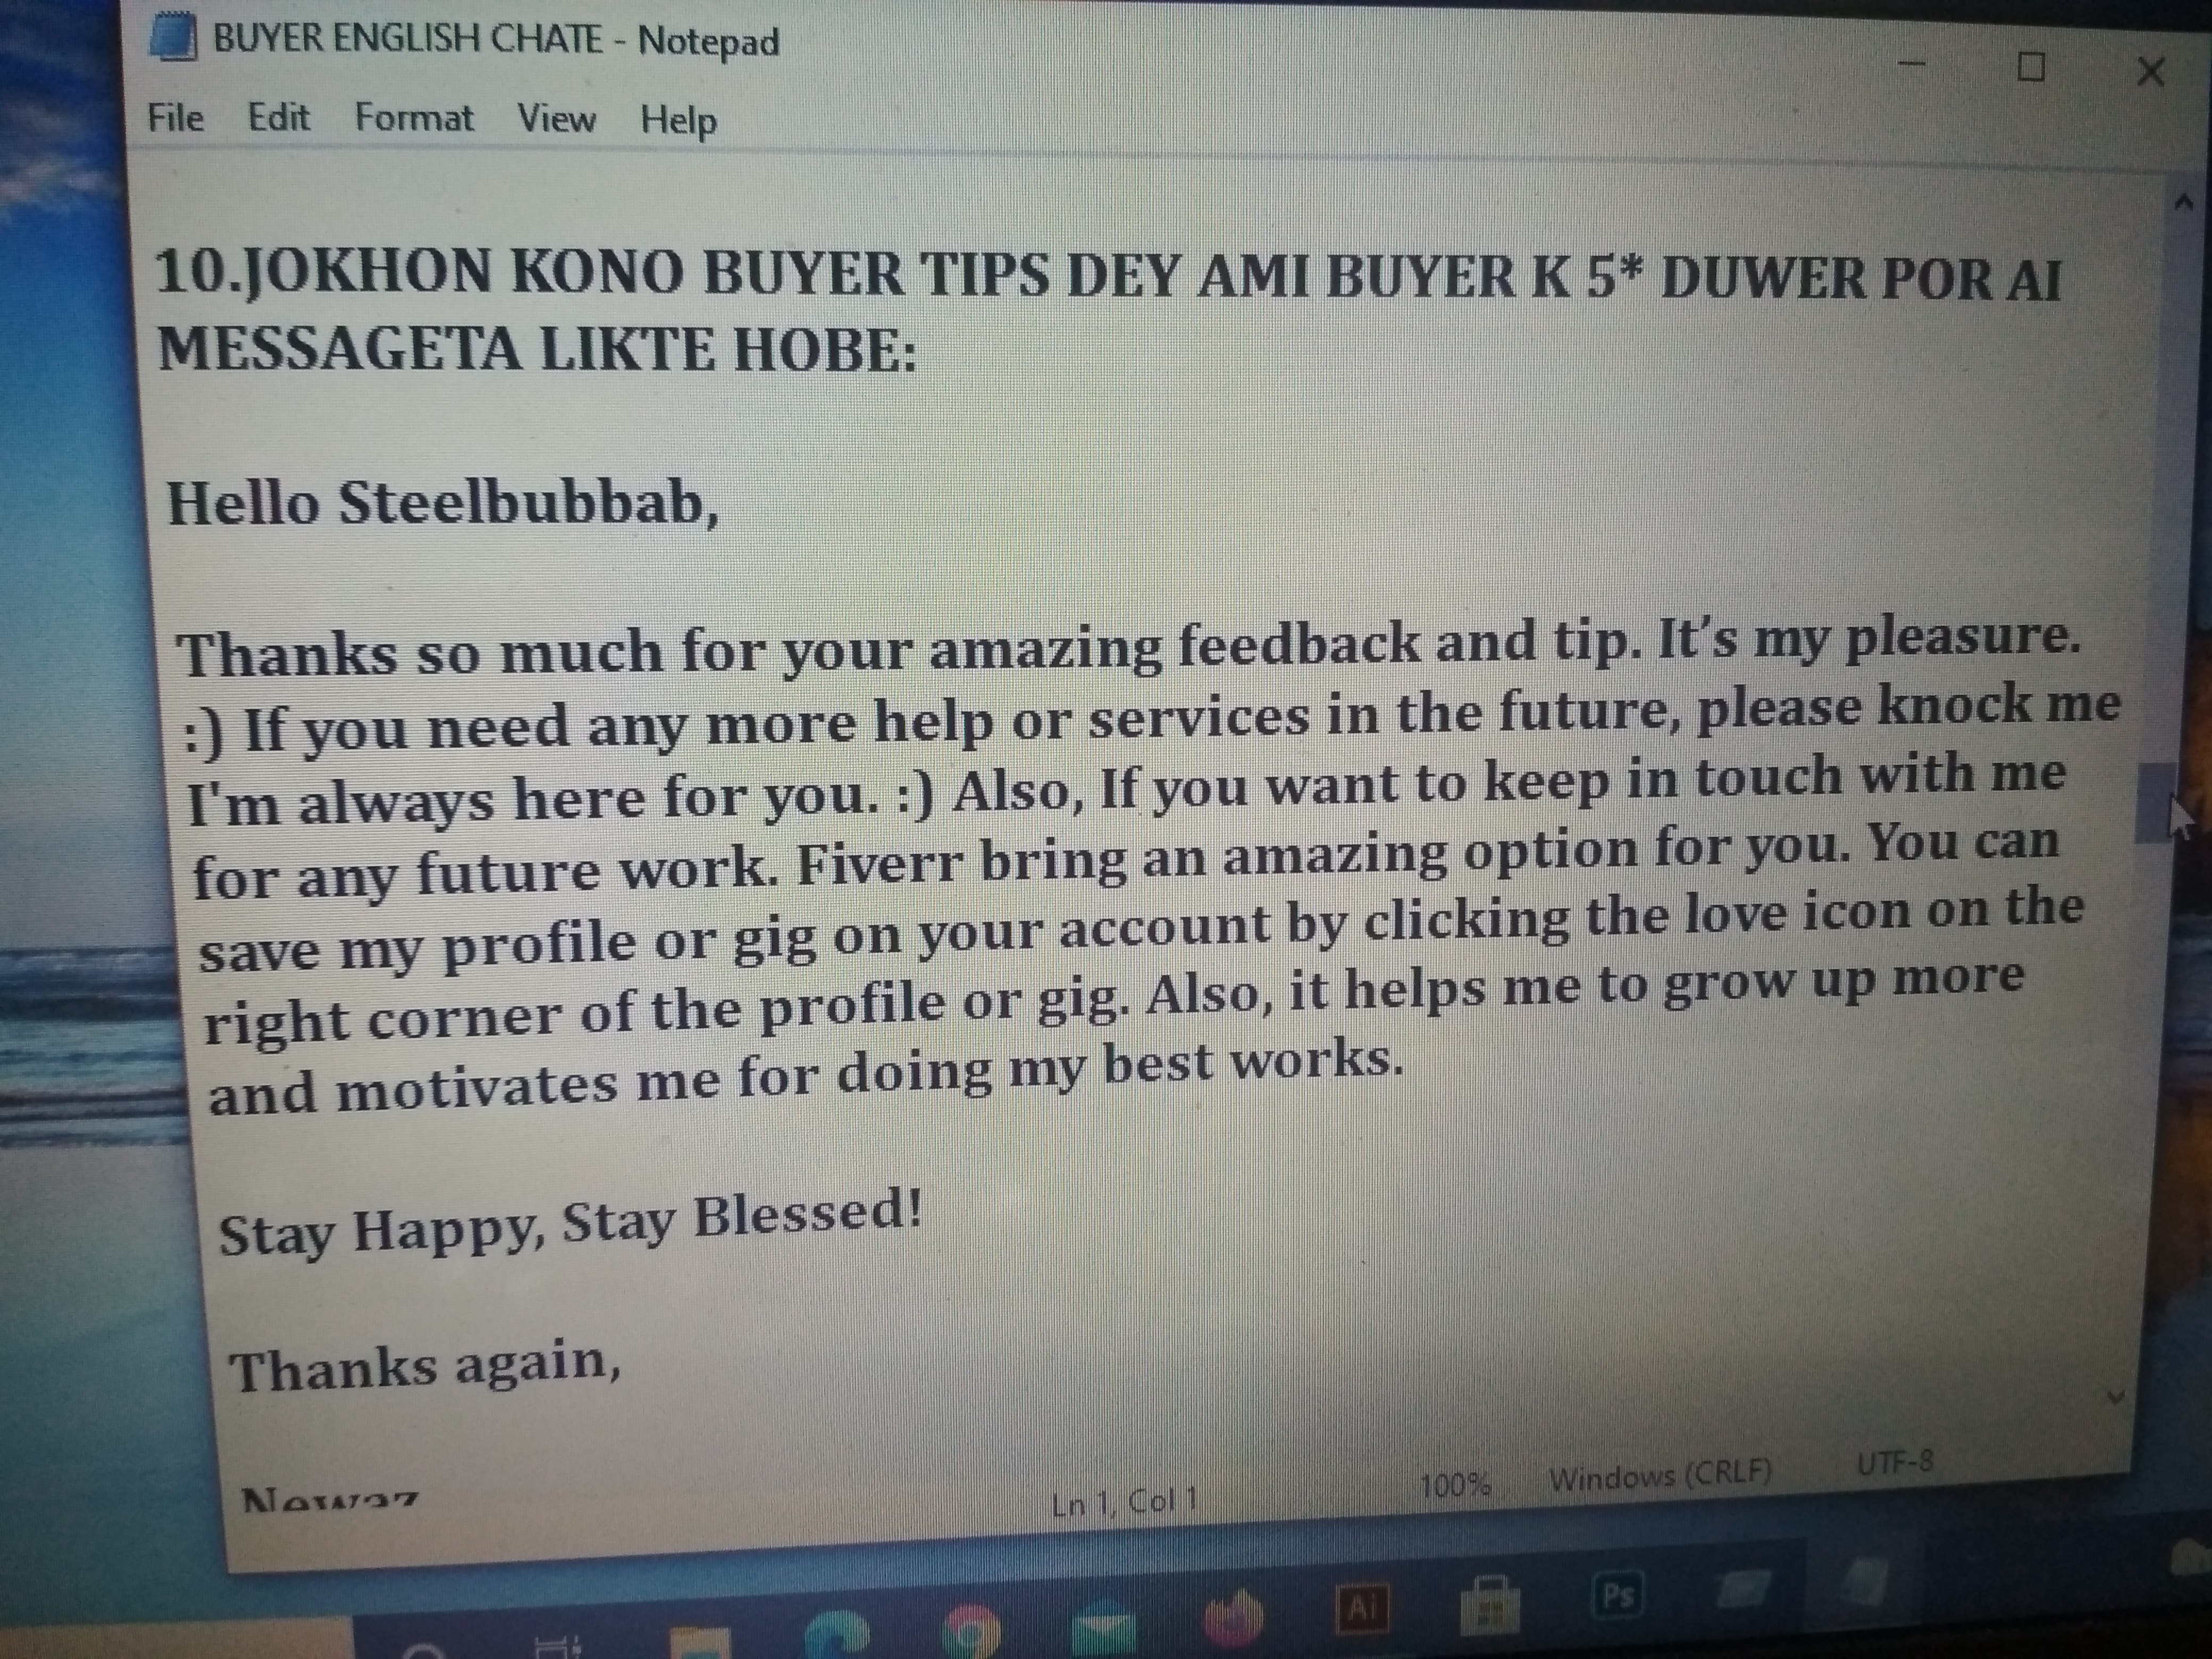 BUYER ENGLISH CHATE - Notepad
File Edit Format View Help
10.JOKHON KONO BUYER TIPS DEY AMI BUYER K 5* DUWER POR AI
MESSAGETA LIKTE HOBE:
Hello Steelbubbab,
Thanks so much for your amazing feedback and tip. It's my pleasure.
:) If you need any more help or services in the future, please knock me
I'm always here for you. :) Also, If you want to keep in touch with me
for any future work. Fiverr bring an amazing option for you. You can
save my profile or gig on your account by clicking the love icon on the
right corner of the profile or gig. Also, it helps me to grow up more
and motivates me for doing my best works.
Stay Happy, Stay Blessed!
Thanks again,
Ln 1, Col 1 100% Windows (CRLF) UTF-8
Ai Ps